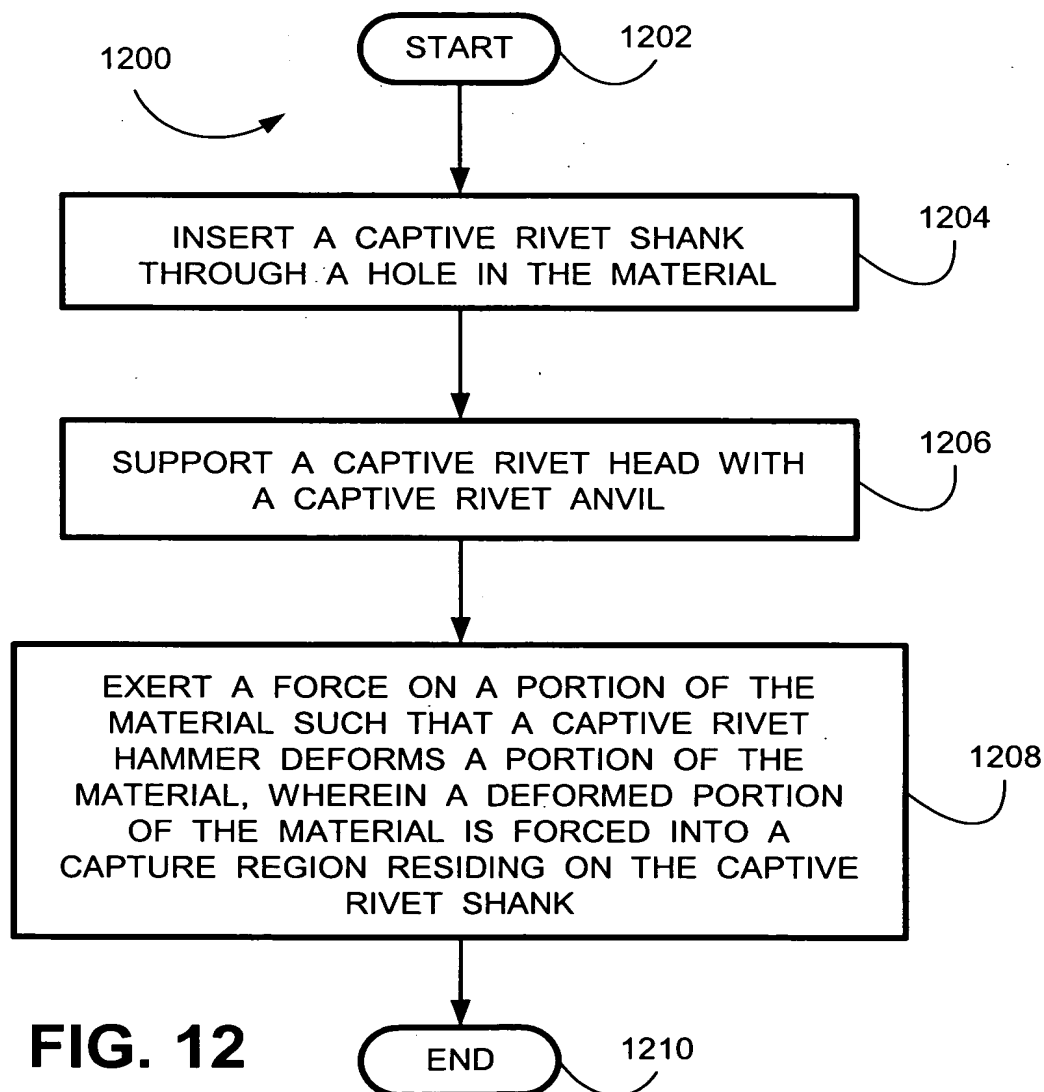 START
1202
1200
INSERT A CAPTIVE RIVET SHANK
THROUGH A HOLE IN THE MATERIAL
1204
SUPPORT A CAPTIVE RIVET HEAD WITH
A CAPTIVE RIVET ANVIL
1206
EXERT A FORCE ON A PORTION OF THE
MATERIAL SUCH THAT A CAPTIVE RIVET
HAMMER DEFORMS A PORTION OF THE
MATERIAL, WHEREIN A DEFORMED PORTION
OF THE MATERIAL IS FORCED INTO A
CAPTURE REGION RESIDING ON THE CAPTIVE
RIVET SHANK
1208
FIG. 12
END
1210